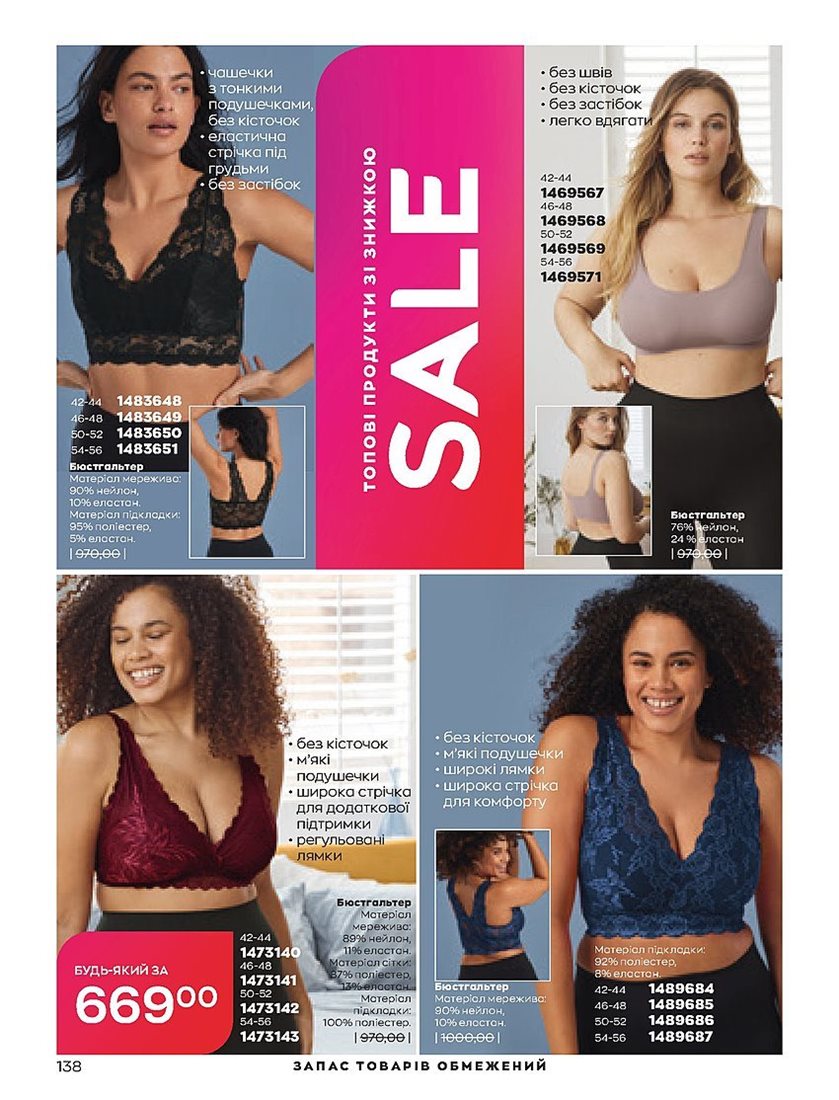 • чашечки
з тонкими
подушечками,
без кісточок
• еластична
стрічка під
грудьми
• без застібок
42-44 1483648
46-48 1483649
50-52 1483650
54-56 1483651
Бюстгальтер
Матеріал мережива:
90% нейлон,
10% еластан.
Матеріал підкладки:
95% поліестер,
5% еластан.
| 970,00 |
ТОПОВІ ПРОДУКТИ ЗІ ЗНИЖКОЮ
SALE
• без швів
• без кісточок
• без застібок
• легко вдягати
42-44
1469567
46-48
1469568
50-52
1469569
54-56
1469571
Бюстгальтер
76% нейлон,
24 % еластан
| 970,00 |
• без кісточок
• м'які
подушечки
• широка стрічка
для додаткової
підтримки
• регульовані
лямки
Бюстгальтер
Матеріал
мережива:
89% нейлон,
11% еластан.
Матеріал сітки:
87% поліестер,
13% еластан.
Матеріал
підкладки:
100% поліестер.
| 970,00 |
42-44
1473140
46-48
1473141
50-52
1473142
54-56
1473143
БУДЬ-ЯКИЙ ЗА
66900
• без кісточок
• м'які подушечки
• широкі лямки
• широка стрічка
для комфорту
Бюстгальтер
Матеріал мережива:
90% нейлон,
10% еластан.
| 1000,00 |
Матеріал підкладки:
92% поліестер,
8% еластан.
42-44 1489684
46-48 1489685
50-52 1489686
54-56 1489687
138
ЗАПАС ТОВАРІВ ОБМЕЖЕНИЙ